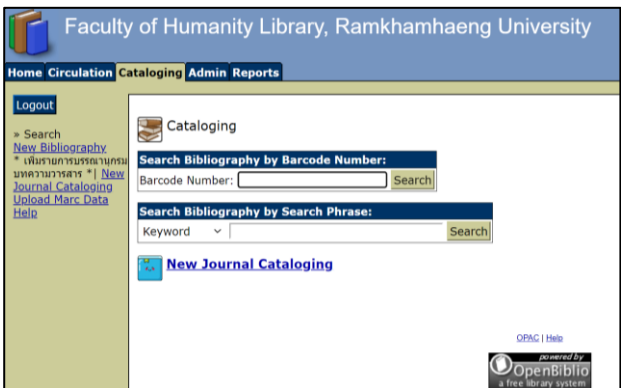 Faculty of Humanity Library, Ramkhamhaeng University
Home Circulation Cataloging Admin Reports
Logout
» Search
New Bibliography
* เพิ่มรายการบรรณานุกรม
บทความวารสาร *| New
Journal Cataloging
Upload Marc Data
Help
Cataloging
Search Bibliography by Barcode Number:
Barcode Number: Search
Search Bibliography by Search Phrase:
Keyword Search
New Journal Cataloging
OPAC | Help
powered by
OpenBiblio
a free library system